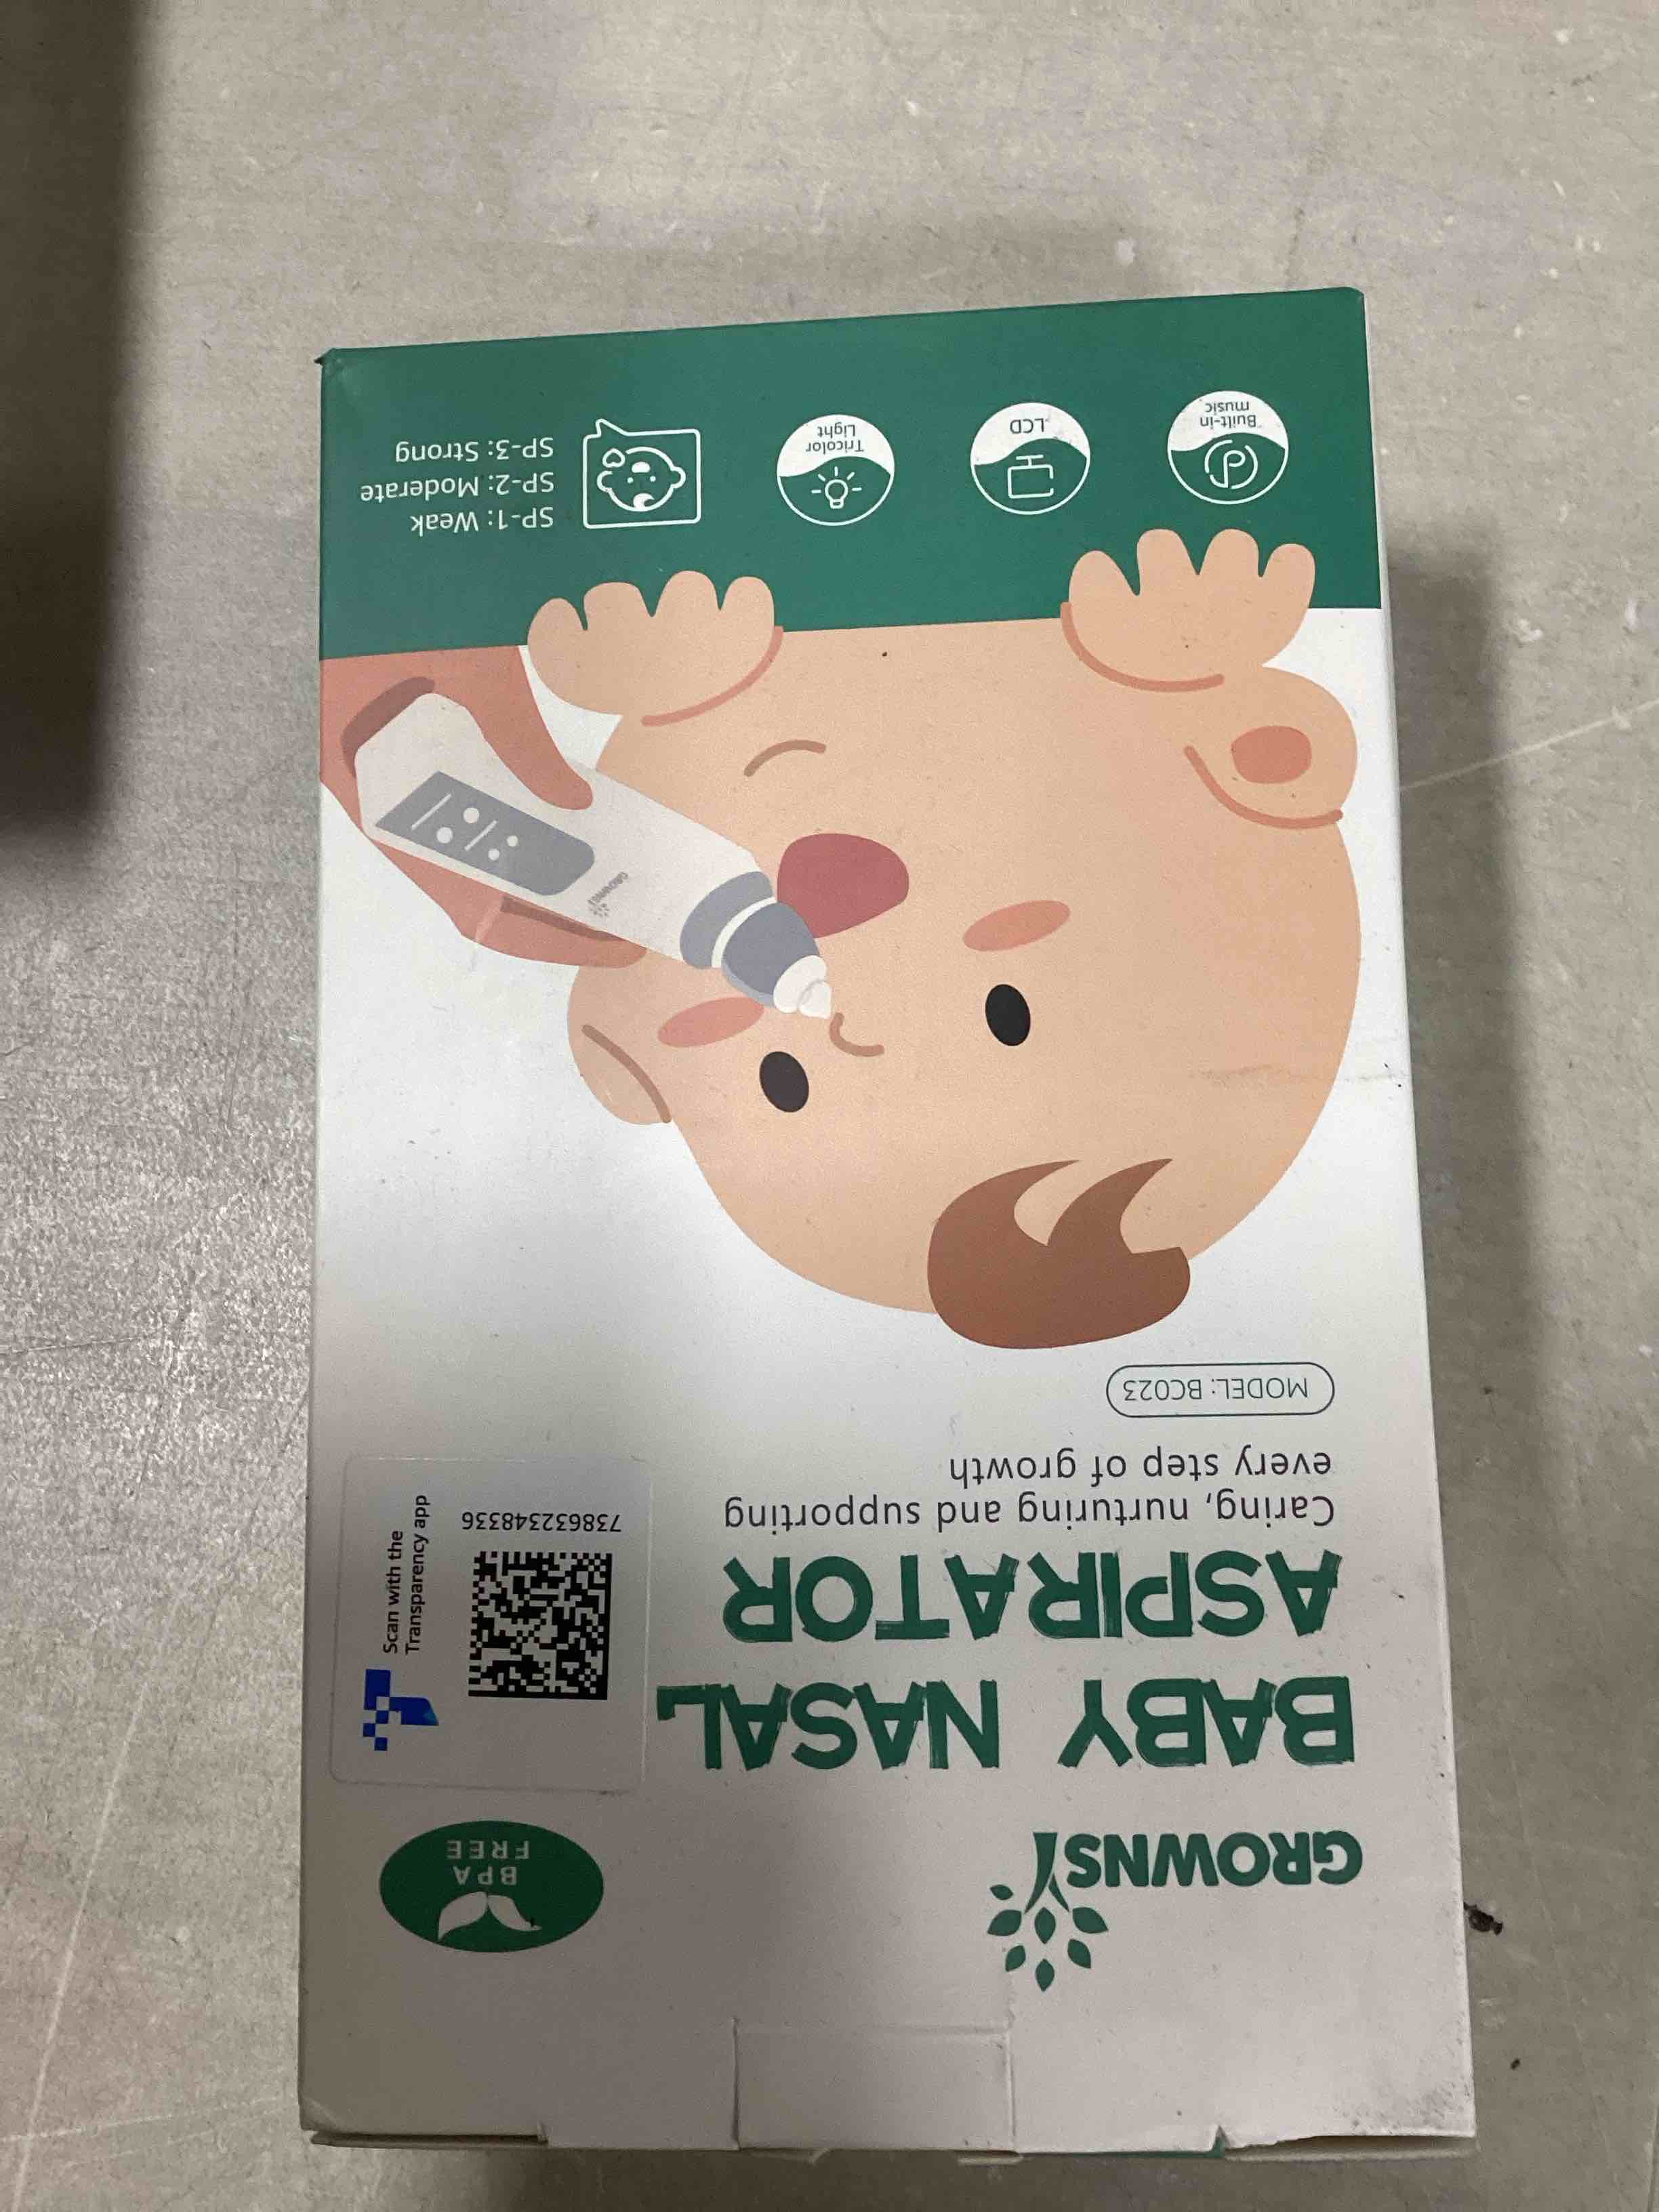 GROWNSY
BPA
FREE
BABY NASAL
ASPIRATOR
Caring, nurturing and supporting
every step of growth
MODEL: BC023
738632348336
Scan with the
Transparency app
GROWNSY
Built-in
music
LCD
Tricolor
Light
SP-1: Weak
SP-2: Moderate
SP-3: Strong